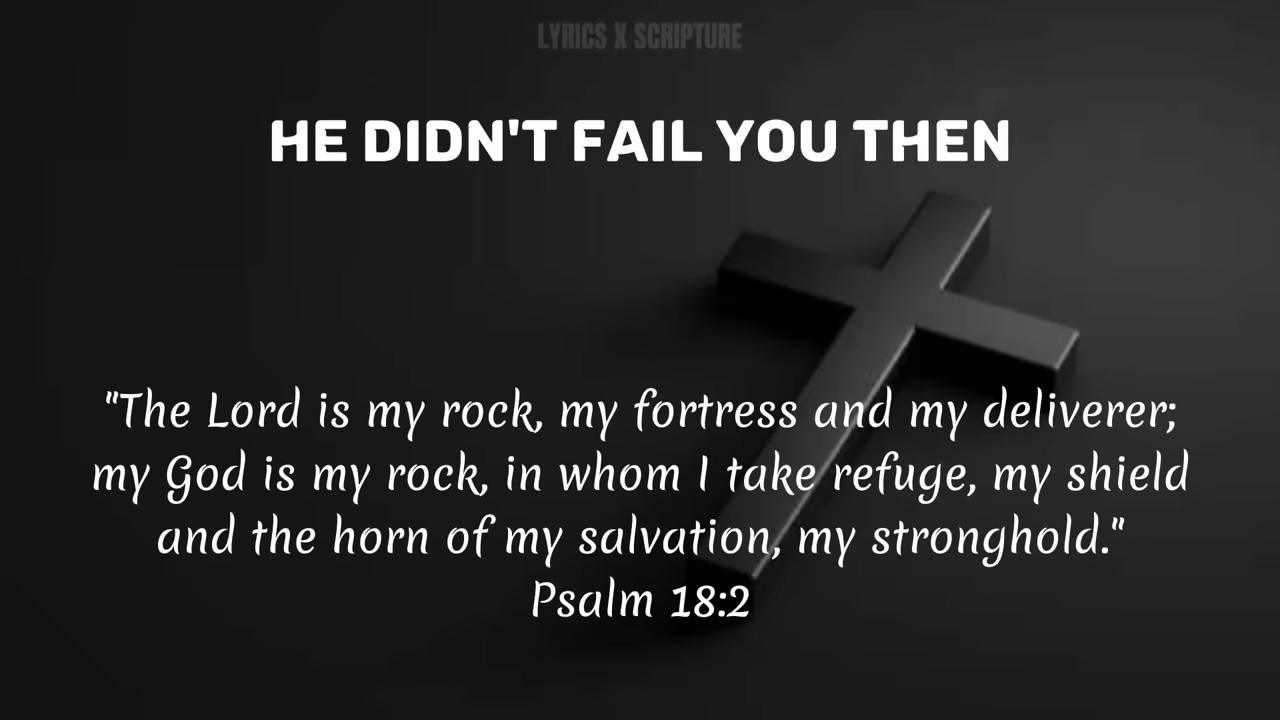 LYRICS X SCRIPTURE
HE DIDN'T FAIL YOU THEN
"The Lord is my rock, my fortress and my deliverer;
my God is my rock, in whom I take refuge, my shield
and the horn of my salvation, my stronghold."
Psalm 18:2